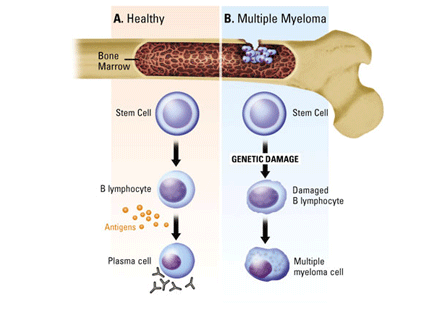 A. Healthy
B. Multiple Myeloma
Bone
Marrow
Stem Cell
Stem Cell
GENETIC DAMAGE
B lymphocyte
Damaged
B lymphocyte
Antigens
Plasma cell
Multiple
myeloma cell